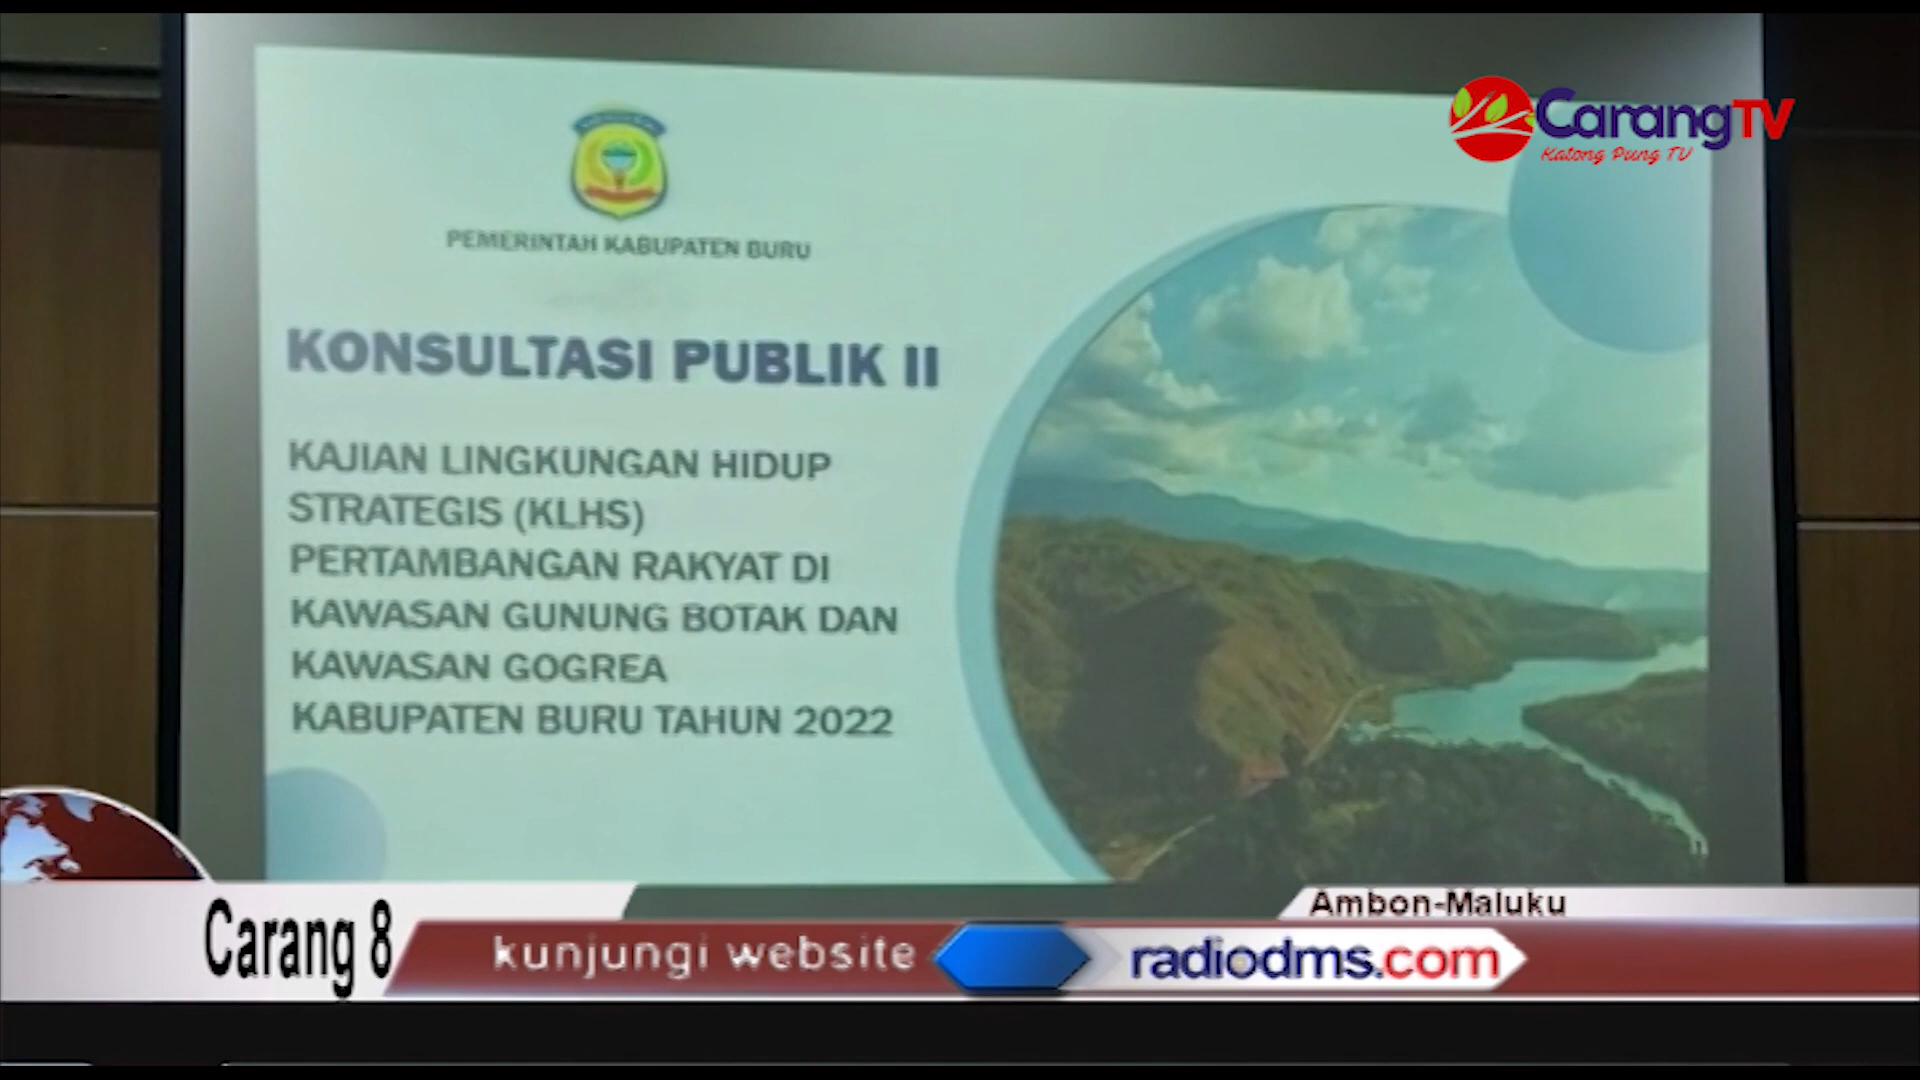 CarangTV
Katong Pung TV
PEMERINTAH KABUPATEN BURU
KONSULTASI PUBLIK II
KAJIAN LINGKUNGAN HIDUP
STRATEGIS (KLHS)
PERTAMBANGAN RAKYAT DI
KAWASAN GUNUNG BOTAK DAN
KAWASAN GOGREA
KABUPATEN BURU TAHUN 2022
Ambon-Maluku
Carang 8
kunjungi website
radiodms.com